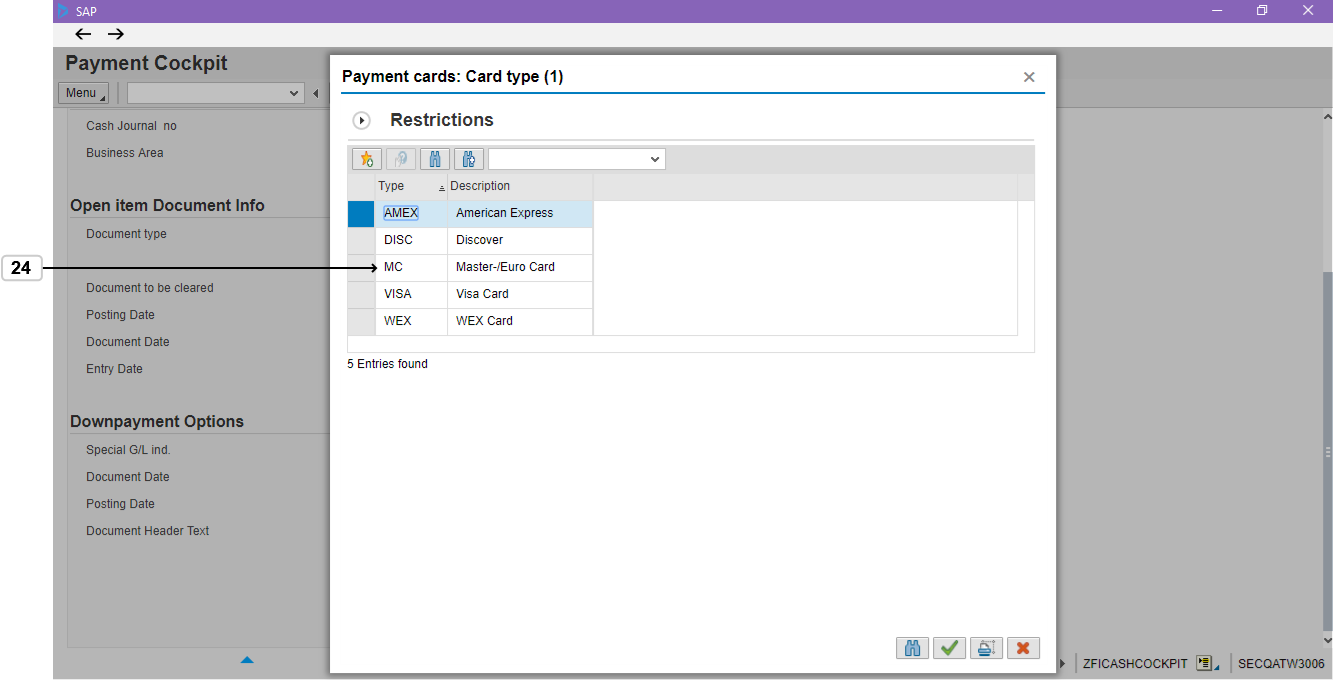 SAP
Payment Cockpit
Menu
Cash Journal no
Business Area
Open item Document Info
Document type
Document to be cleared
Posting Date
Document Date
Entry Date
Downpayment Options
Special G/L ind.
Document Date
Posting Date
Document Header Text
24
Payment cards: Card type (1)
Restrictions
Type Description
AMEX American Express
DISC Discover
MC Master-/Euro Card
VISA Visa Card
WEX WEX Card
5 Entries found
ZFICASHCOCKPIT SECQATW3006